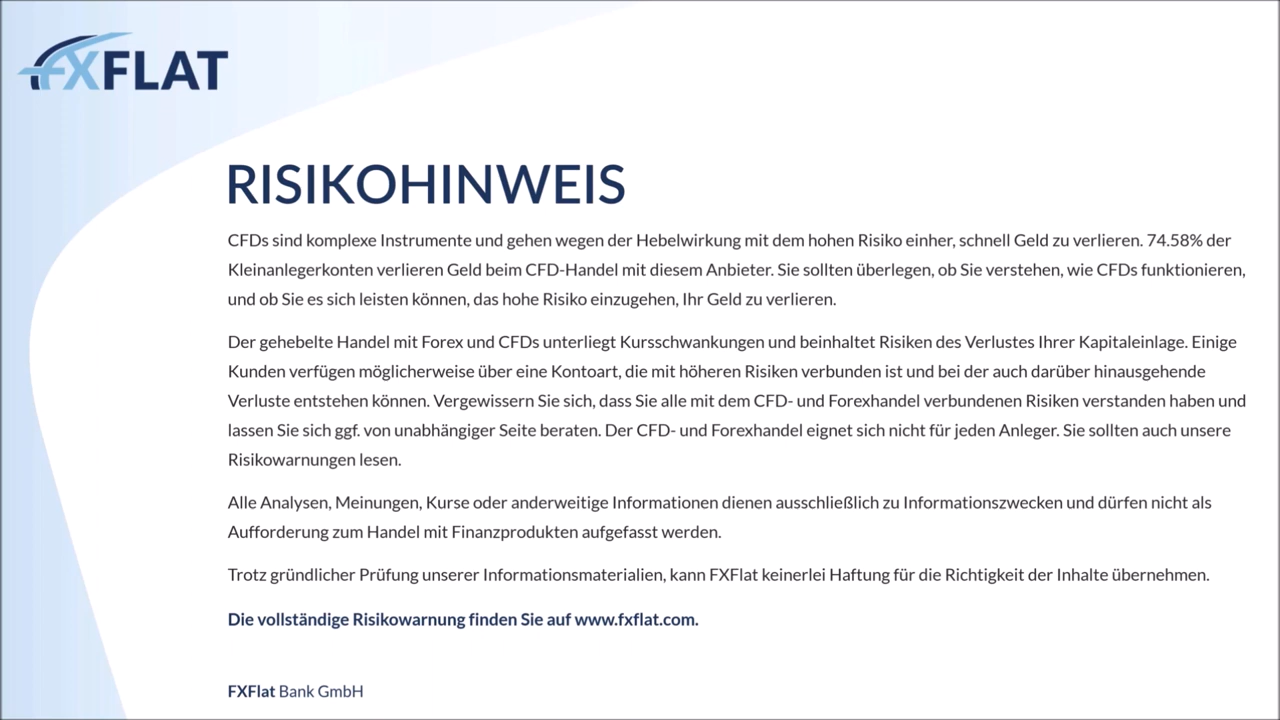 FXFLAT
RISIKOHINWEIS
CFDs sind komplexe Instrumente und gehen wegen der Hebelwirkung mit dem hohen Risiko einher, schnell Geld zu verlieren. 74.58% der
Kleinanlegerkonten verlieren Geld beim CFD-Handel mit diesem Anbieter. Sie sollten überlegen, ob Sie verstehen, wie CFDs funktionieren,
und ob Sie es sich leisten können, das hohe Risiko einzugehen, Ihr Geld zu verlieren.
Der gehebelte Handel mit Forex und CFDs unterliegt Kursschwankungen und beinhaltet Risiken des Verlustes Ihrer Kapitaleinlage. Einige
Kunden verfügen möglicherweise über eine Kontoart, die mit höheren Risiken verbunden ist und bei der auch darüber hinausgehende
Verluste entstehen können. Vergewissern Sie sich, dass Sie alle mit dem CFD- und Forexhandel verbundenen Risiken verstanden haben und
lassen Sie sich ggf. von unabhängiger Seite beraten. Der CFD- und Forexhandel eignet sich nicht für jeden Anleger. Sie sollten auch unsere
Risikowarnungen lesen.
Alle Analysen, Meinungen, Kurse oder anderweitige Informationen dienen ausschließlich zu Informationszwecken und dürfen nicht als
Aufforderung zum Handel mit Finanzprodukten aufgefasst werden.
Trotz gründlicher Prüfung unserer Informationsmaterialien, kann FXFlat keinerlei Haftung für die Richtigkeit der Inhalte übernehmen.
Die vollständige Risikowarnung finden Sie auf www.fxflat.com.
FXFlat Bank GmbH